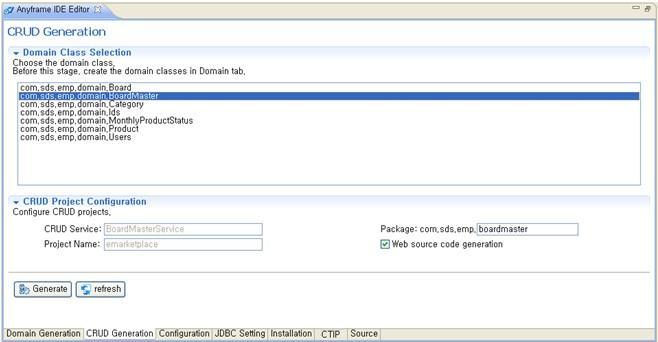 Anyframe IDE Editor
CRUD Generation
Domain Class Selection
Choose the domain class,
Before this stage, create the domain classes in Domain tab,
com,sds,emp,domain,Board
com,sds,emp,domain,BoardMaster
com,sds,emp,domain,Category
com,sds,emp,domain,Ids
com,sds,emp,domain,MonthlyProductStatus
com,sds,emp,domain,Product
com,sds,emp,domain,Users
CRUD Project Configuration
Configure CRUD projects,
CRUD Service: BoardMasterService Package: com,sds,emp, boardmaster
Project Name: emarketplace Web source code generation
Generate refresh
Domain Generation CRUD Generation Configuration JDBC Setting Installation CTIP Source